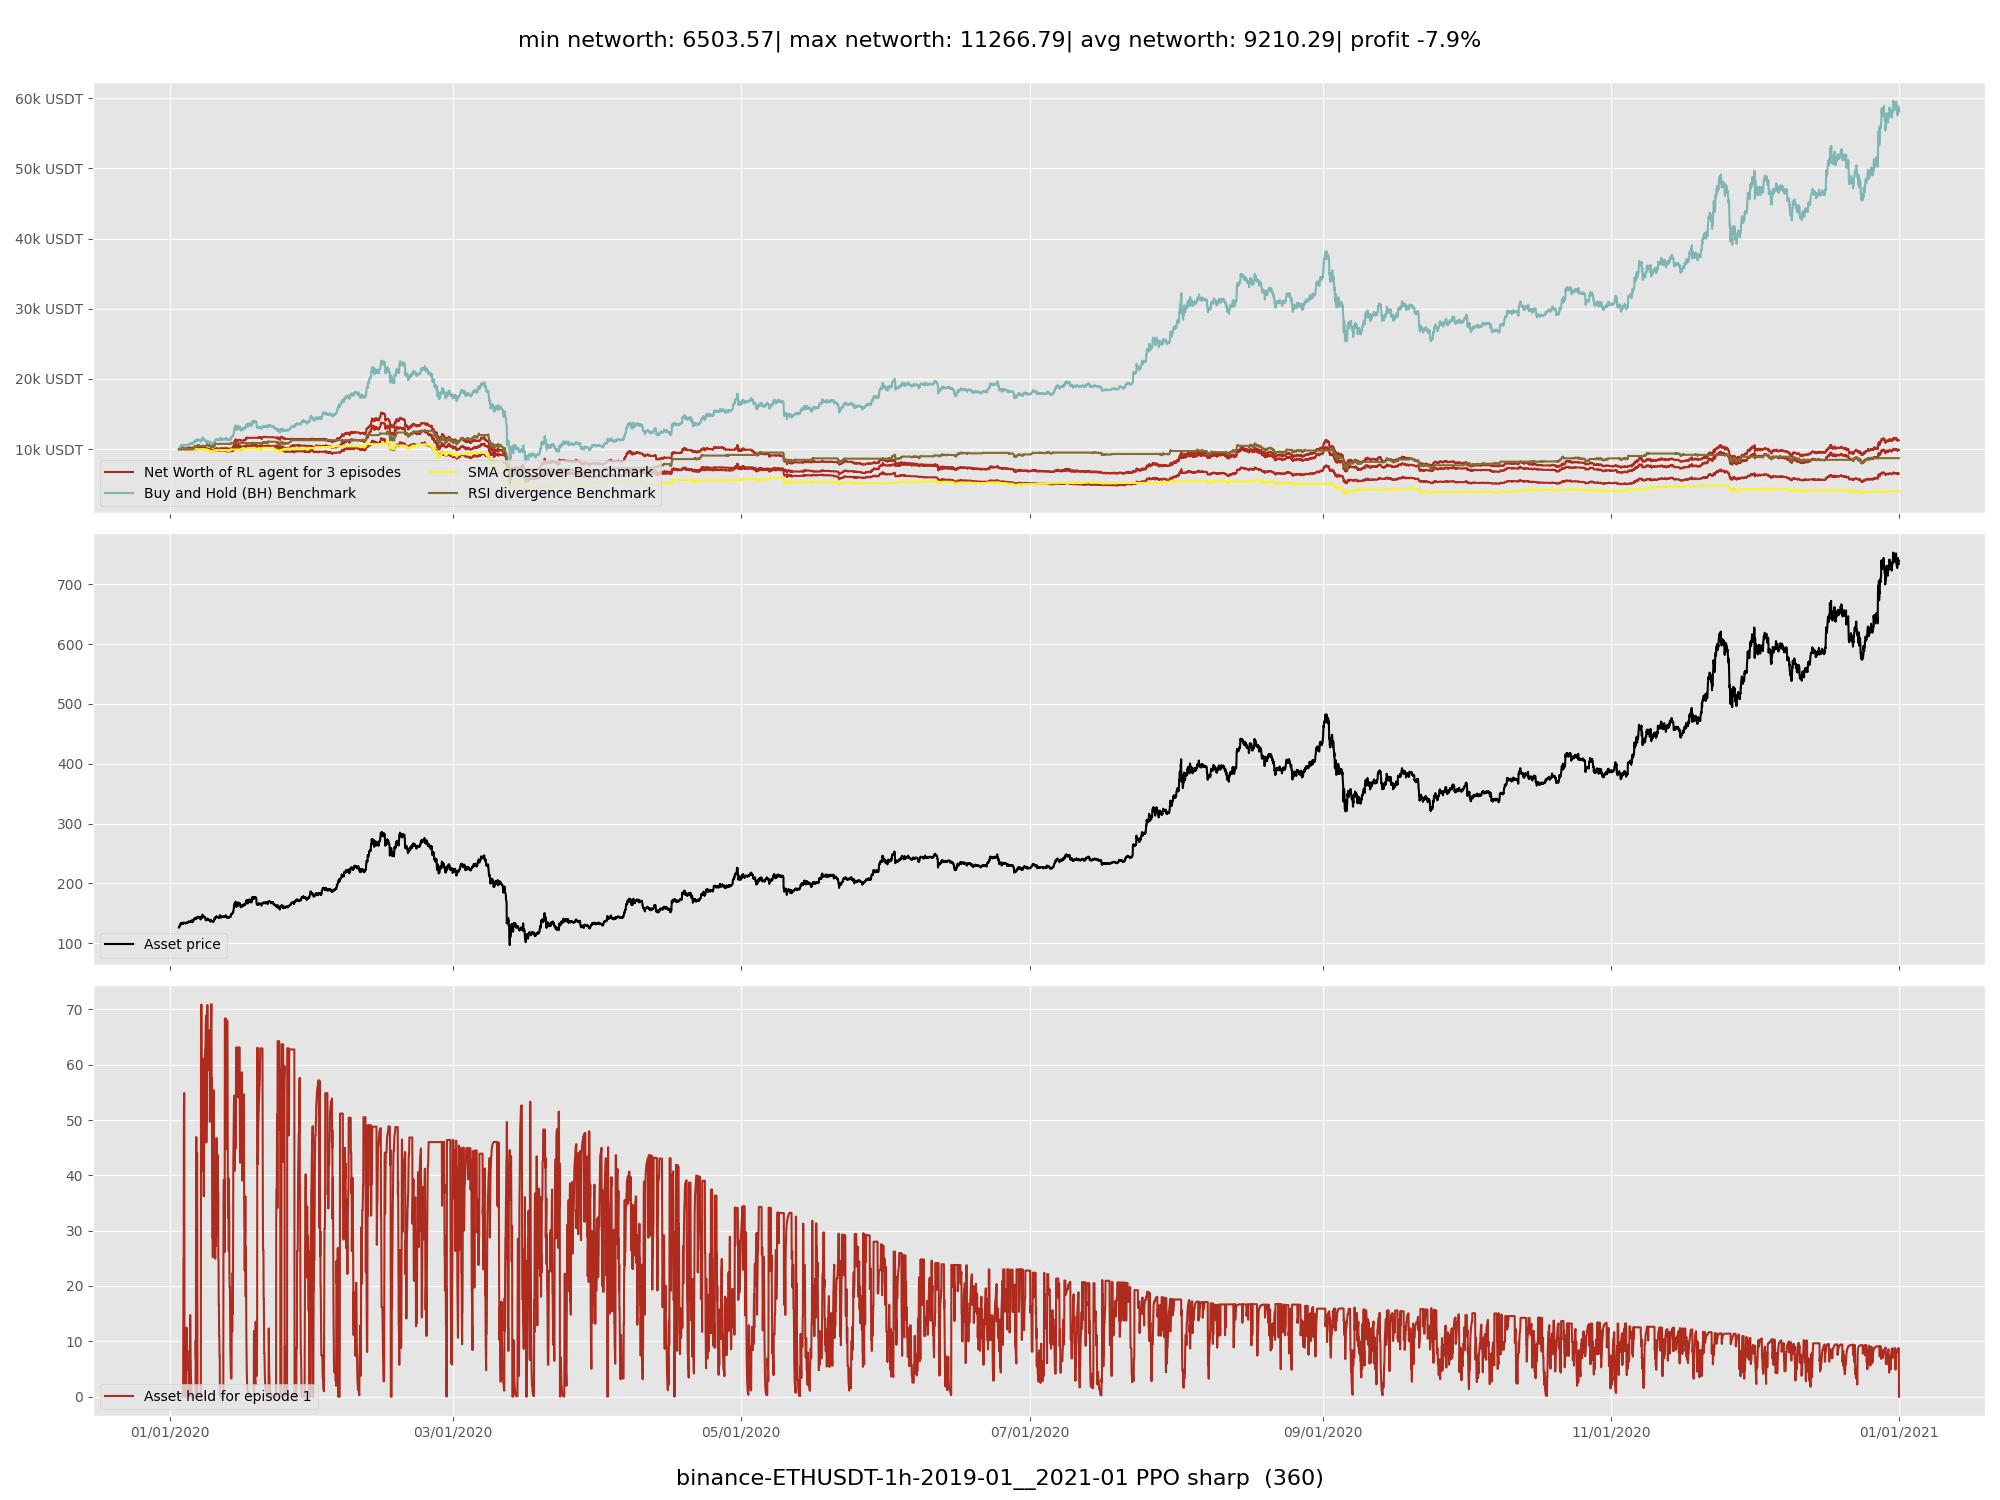 min networth: 6503.57| max networth: 11266.79| avg networth: 9210.29| profit -7.9%
60k USDT
50k USDT
40k USDT
30k USDT
20k USDT
10k USDT
Net Worth of RL agent for 3 episodes
Buy and Hold (BH) Benchmark
SMA crossover Benchmark
RSI divergence Benchmark
700
600
500
400
300
200
100
Asset price
70
60
50
40
30
20
10
0
Asset held for episode 1
01/01/2020 03/01/2020 05/01/2020 07/01/2020 09/01/2020 11/01/2020 01/01/2021
binance-ETHUSDT-1h-2019-01__2021-01 PPO sharp (360)